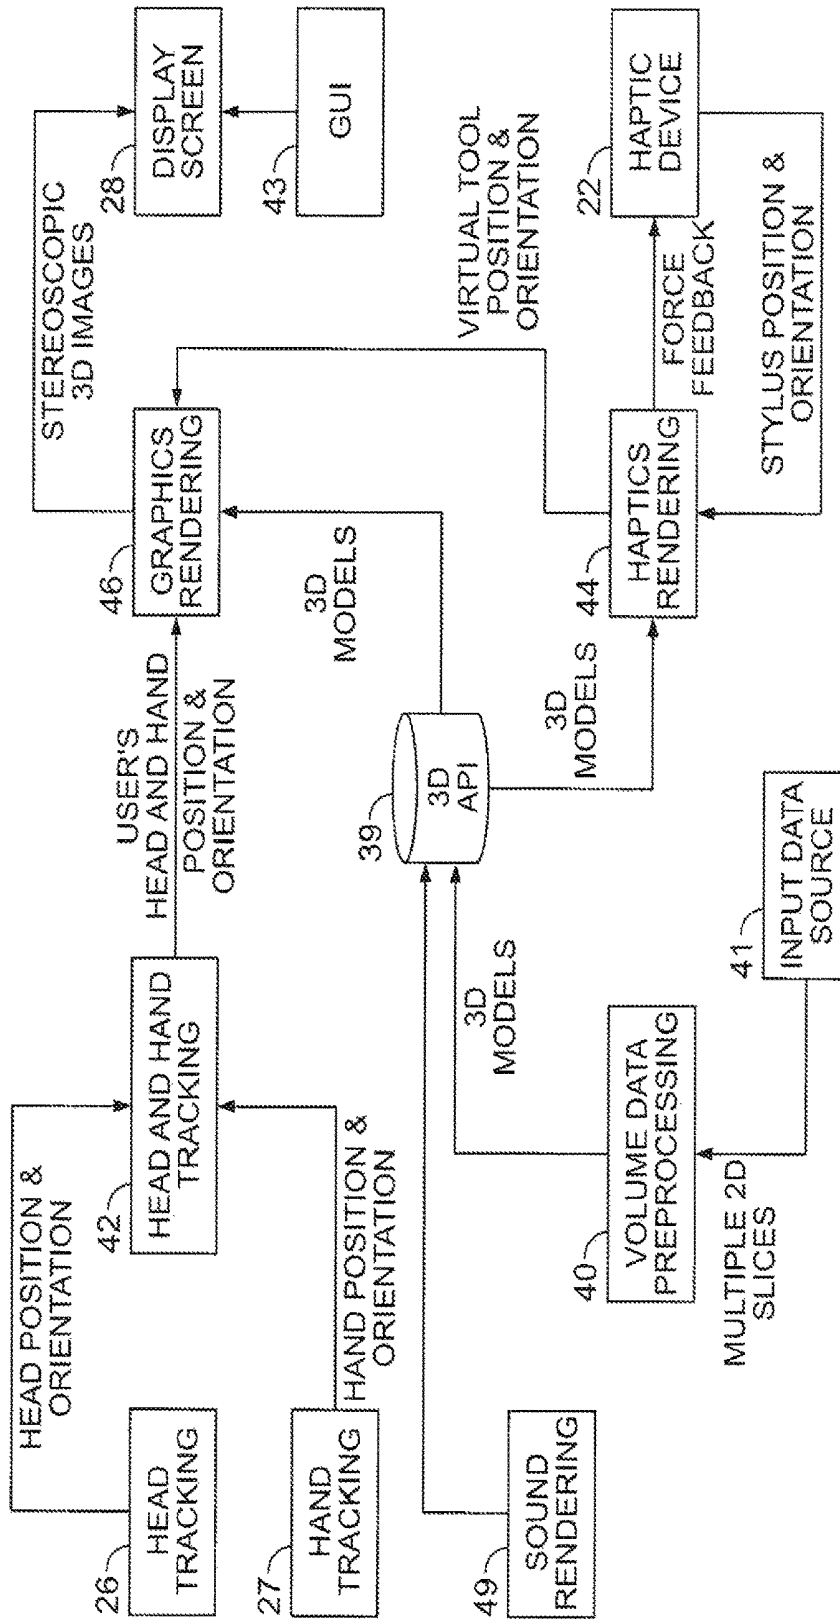 HEAD POSITION &
ORIENTATION
26
HEAD
TRACKING
27
HAND
TRACKING
HAND POSITION &
ORIENTATION
42
HEAD AND HAND
TRACKING
USER'S
HEAD AND HAND
POSITION &
ORIENTATION
46
GRAPHICS
RENDERING
STEREOSCOPIC
3D IMAGES
28
DISPLAY
SCREEN
43
GUI
49
SOUND
RENDERING
40
VOLUME DATA
PREPROCESSING
MULTIPLE 2D
SLICES
41
INPUT DATA
SOURCE
3D
MODELS
39
3D
API
3D
MODELS
3D
MODELS
44
HAPTICS
RENDERING
VIRTUAL TOOL
POSITION &
ORIENTATION
FORCE
FEEDBACK
22
HAPTIC
DEVICE
STYLUS POSITION &
ORIENTATION